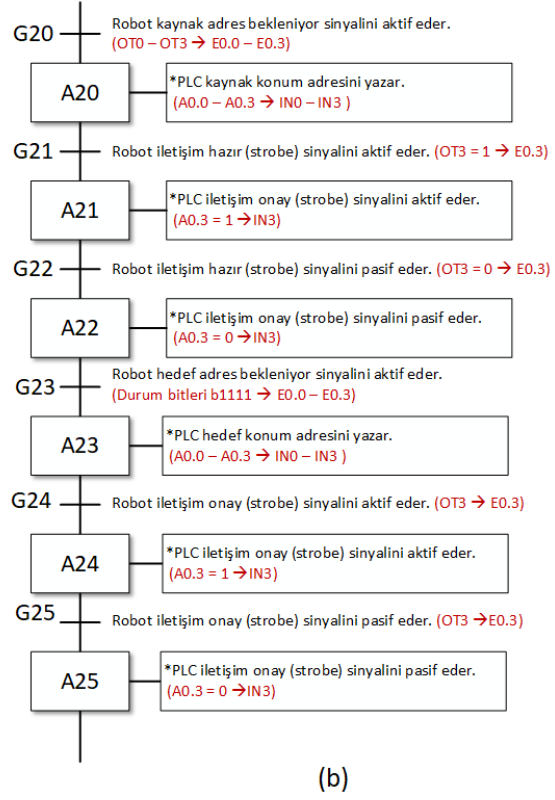 G20
Robot kaynak adres bekleniyor sinyalini aktif eder.
(OT0 – OT3 → E0.0 – E0.3)
A20
*PLC kaynak konum adresini yazar.
(A0.0 – A0.3 → IN0 – IN3 )
G21
Robot iletişim hazır (strobe) sinyalini aktif eder. (OT3 = 1 → E0.3)
A21
*PLC iletişim onay (strobe) sinyalini aktif eder.
(A0.3 = 1 → IN3)
G22
Robot iletişim hazır (strobe) sinyalini pasif eder. (OT3 = 0 → E0.3)
A22
*PLC iletişim onay (strobe) sinyalini pasif eder.
(A0.3 = 0 → IN3)
G23
Robot hedef adres bekleniyor sinyalini aktif eder.
(Durum bitleri b1111 → E0.0 – E0.3)
A23
*PLC hedef konum adresini yazar.
(A0.0 – A0.3 → IN0 – IN3 )
G24
Robot iletişim onay (strobe) sinyalini aktif eder. (OT3 → E0.3)
A24
*PLC iletişim onay (strobe) sinyalini aktif eder.
(A0.3 = 1 → IN3)
G25
Robot iletişim onay (strobe) sinyalini pasif eder. (OT3 → E0.3)
A25
*PLC iletişim onay (strobe) sinyalini pasif eder.
(A0.3 = 0 → IN3)
(b)